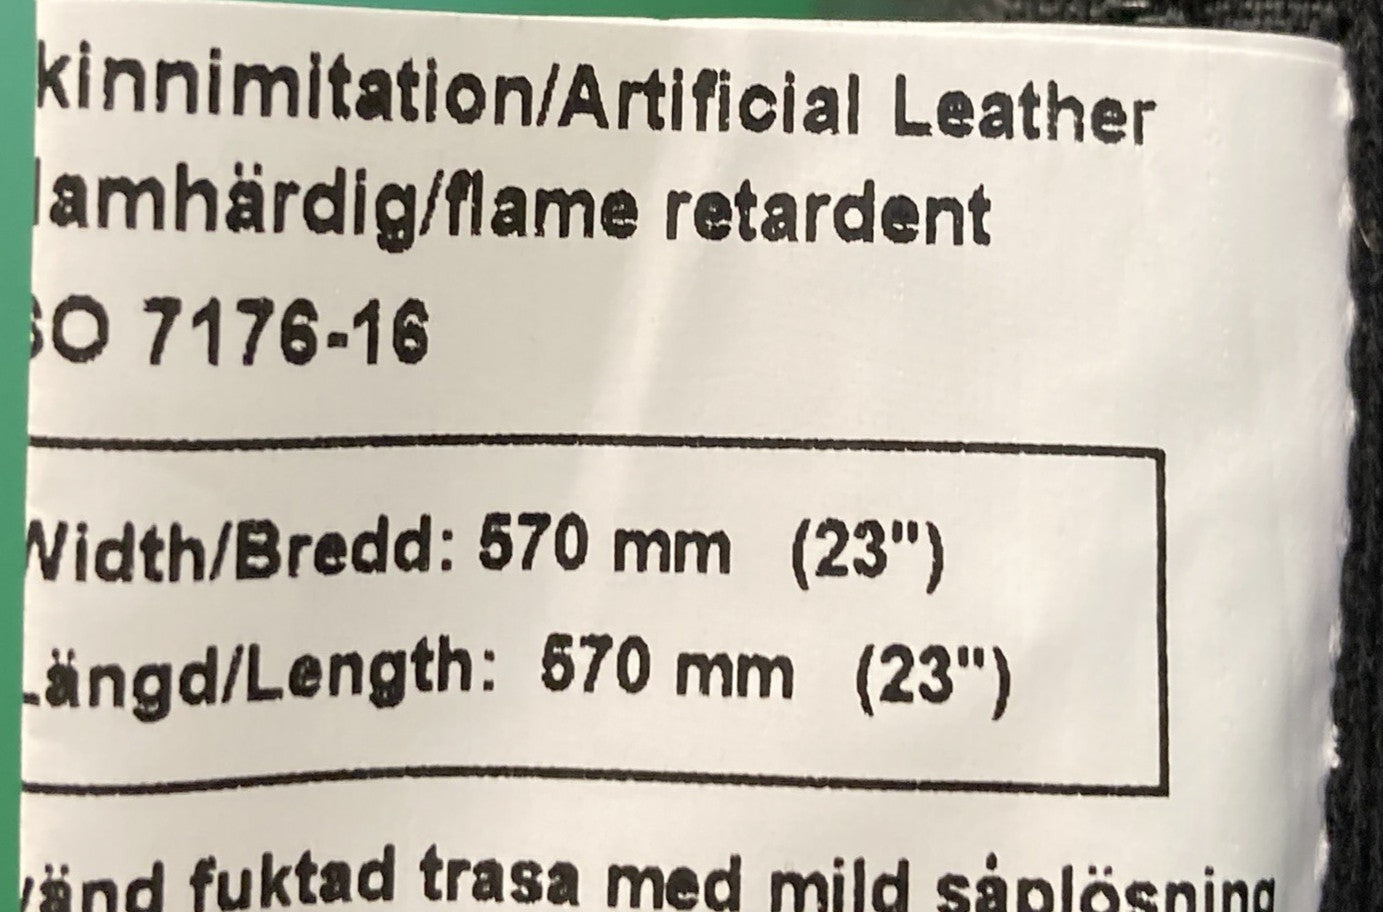 kinnimitation/Artificial Leather
lamhärdig/flame retardent
SO 7176-16
Width/Bredd: 570 mm (23")
Längd/Length: 570 mm (23")
vänd fuktad trasa med mild såplösning